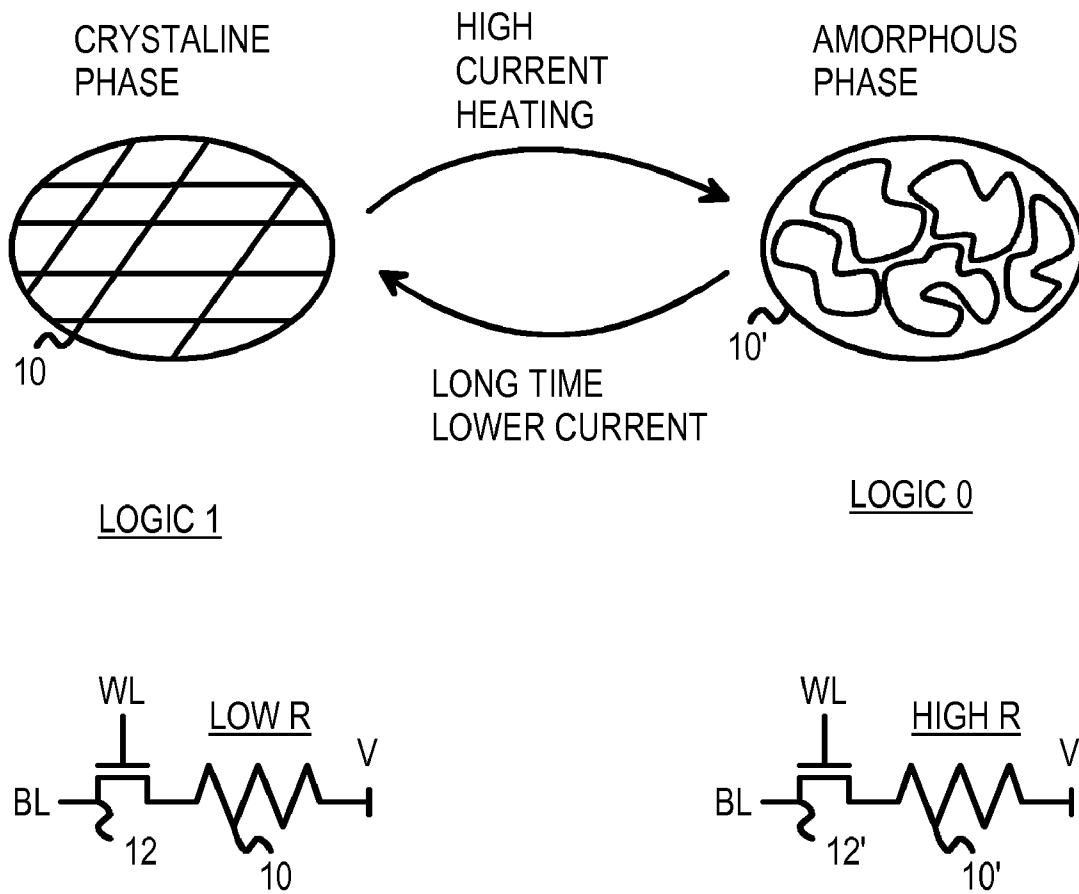 CRYSTALINE
PHASE
HIGH
CURRENT
HEATING
AMORPHOUS
PHASE
10
10'
LONG TIME
LOWER CURRENT
LOGIC 1
LOGIC 0
WL
LOW R
V
BL
12
10
WL
HIGH R
V
BL
12'
10'